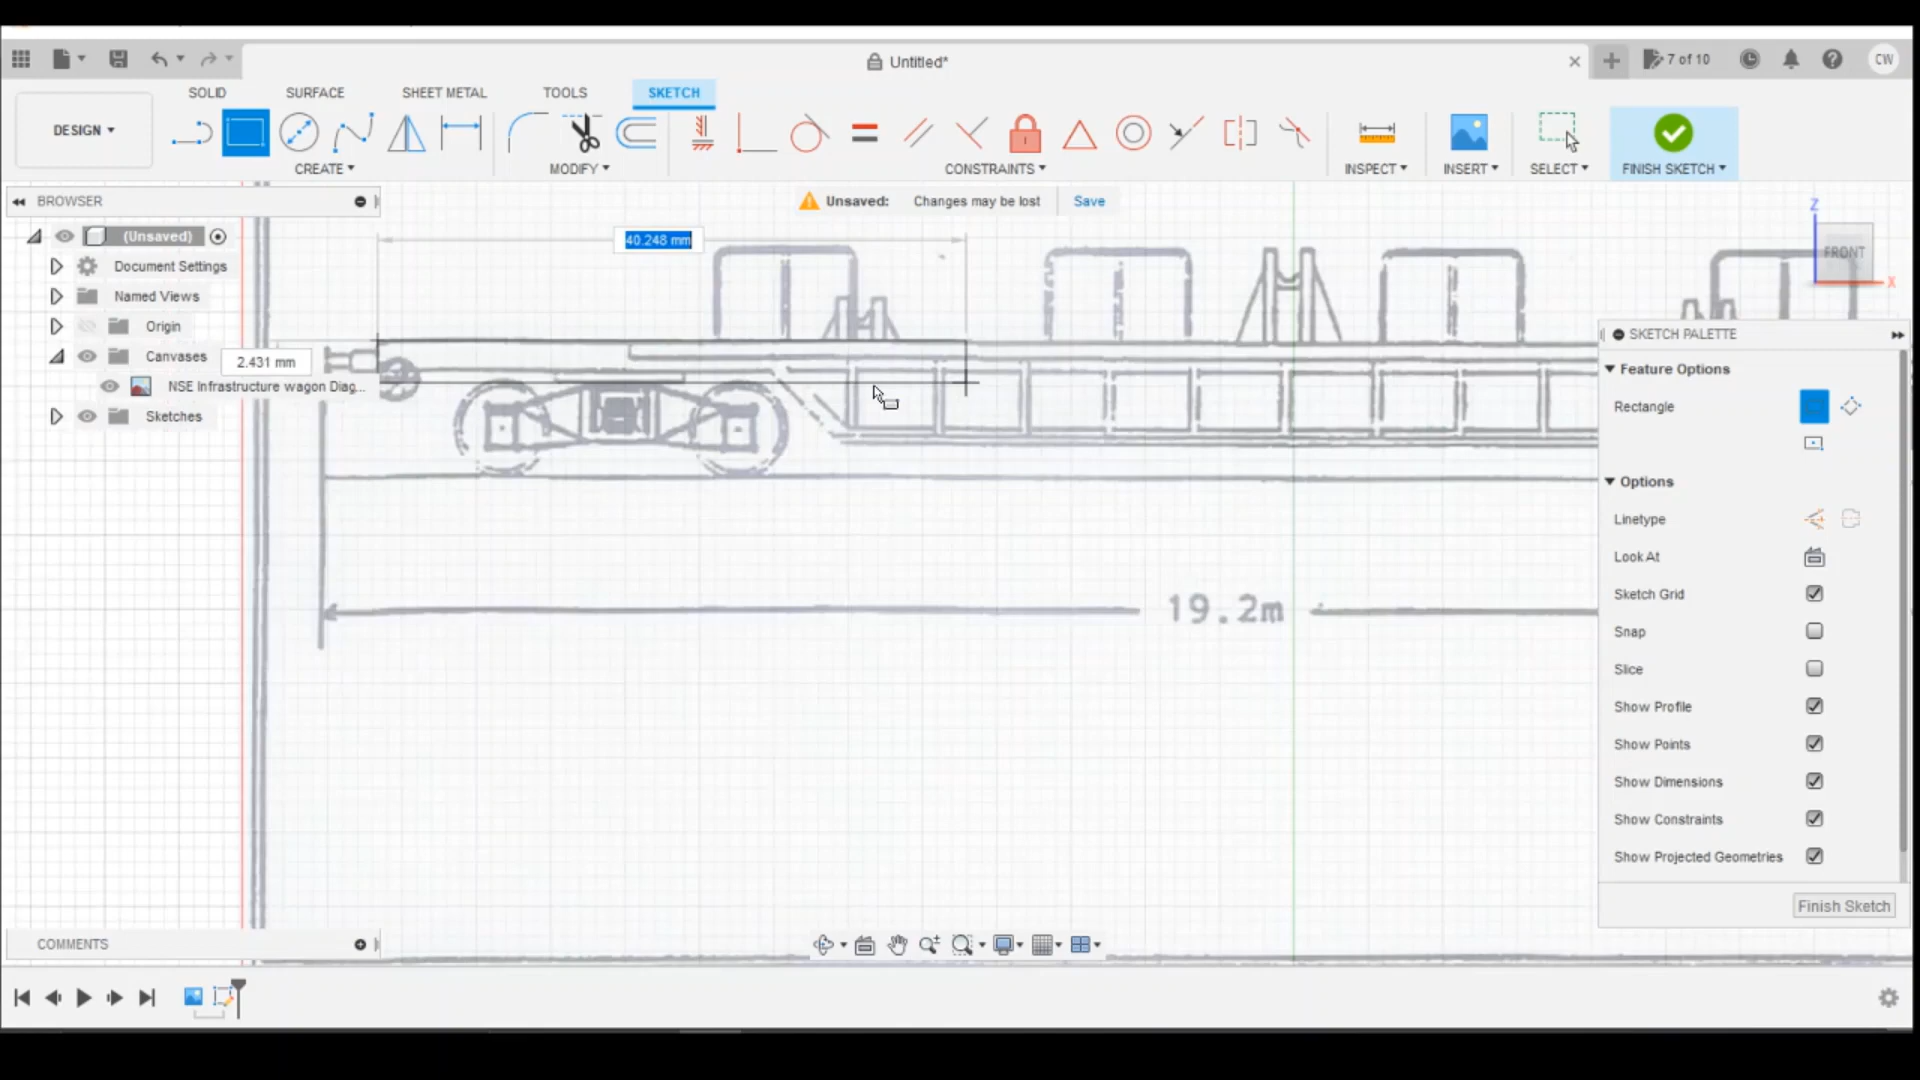 Untitled*
7 of 10
CW
DESIGN
SOLID
SURFACE
SHEET METAL
TOOLS
SKETCH
CREATE
MODIFY
CONSTRAINTS
INSPECT
INSERT
SELECT
FINISH SKETCH
BROWSER
Unsaved: Changes may be lost
Save
(Unsaved)
Document Settings
Named Views
Origin
Canvases
NSE Infrastructure wagon Diag...
Sketches
40.248 mm
2.431 mm
Z
FRONT
X
19.2m
SKETCH PALETTE
Feature Options
Rectangle
Options
Linetype
Look At
Sketch Grid
Snap
Slice
Show Profile
Show Points
Show Dimensions
Show Constraints
Show Projected Geometries
Finish Sketch
COMMENTS